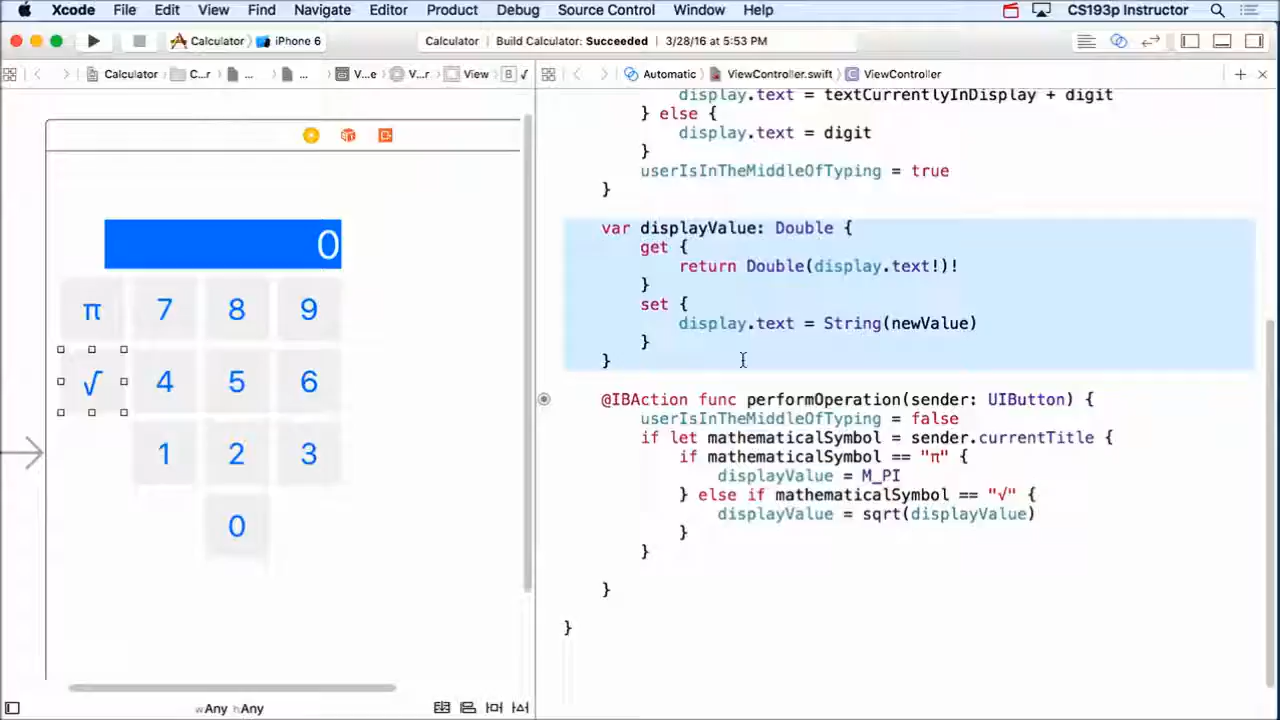 Xcode File Edit View Find Navigate Editor Product Debug Source Control Window Help CS193p Instructor
Calculator iPhone 6 Calculator Build Calculator: Succeeded 3/28/16 at 5:53 PM
Calculator C...r ... ... V...e V...r View B √
Automatic ViewController.swift ViewController
0
π 7 8 9
√ 4 5 6
1 2 3
0
wAny hAny
display.text = textCurrentlyInDisplay + digit
} else {
display.text = digit
}
userIsInTheMiddleOfTyping = true
}
var displayValue: Double {
get {
return Double(display.text!)!
}
set {
display.text = String(newValue)
}
}
@IBAction func performOperation(sender: UIButton) {
userIsInTheMiddleOfTyping = false
if let mathematicalSymbol = sender.currentTitle {
if mathematicalSymbol == "π" {
displayValue = M_PI
} else if mathematicalSymbol == "√" {
displayValue = sqrt(displayValue)
}
}
}
}